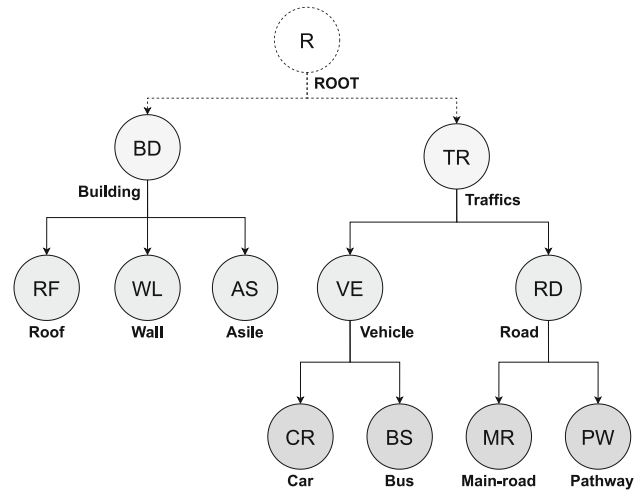 R
ROOT
BD
TR
Building
Traffics
RF
WL
AS
VE
RD
Roof
Wall
Asile
Vehicle
Road
CR
BS
MR
PW
Car
Bus
Main-road
Pathway